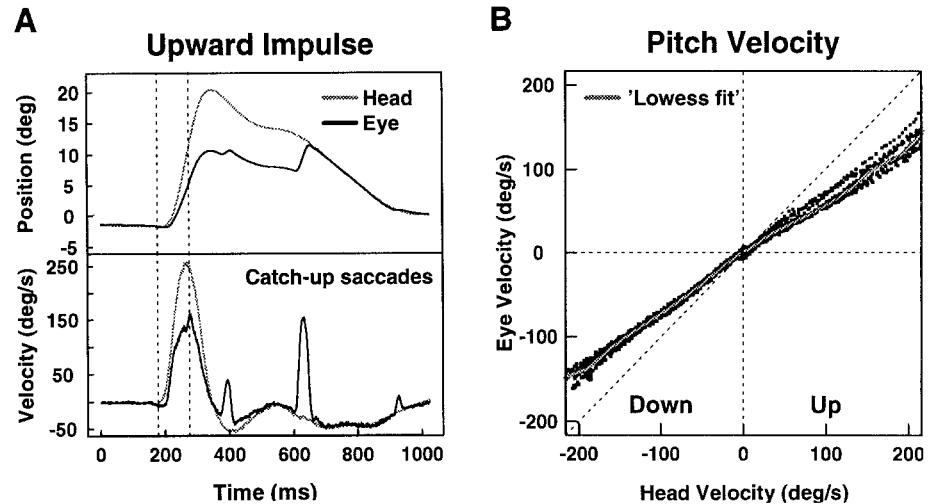 A
Upward Impulse
Head
Eye
Position (deg)
20
15
10
5
0
-5
Catch-up saccades
Velocity (deg/s)
250
150
50
-50
0 200 400 600 800 1000
Time (ms)
B
Pitch Velocity
'Lowess fit'
Eye Velocity (deg/s)
200
100
0
-100
-200
Down Up
-200 -100 0 100 200
Head Velocity (deg/s)